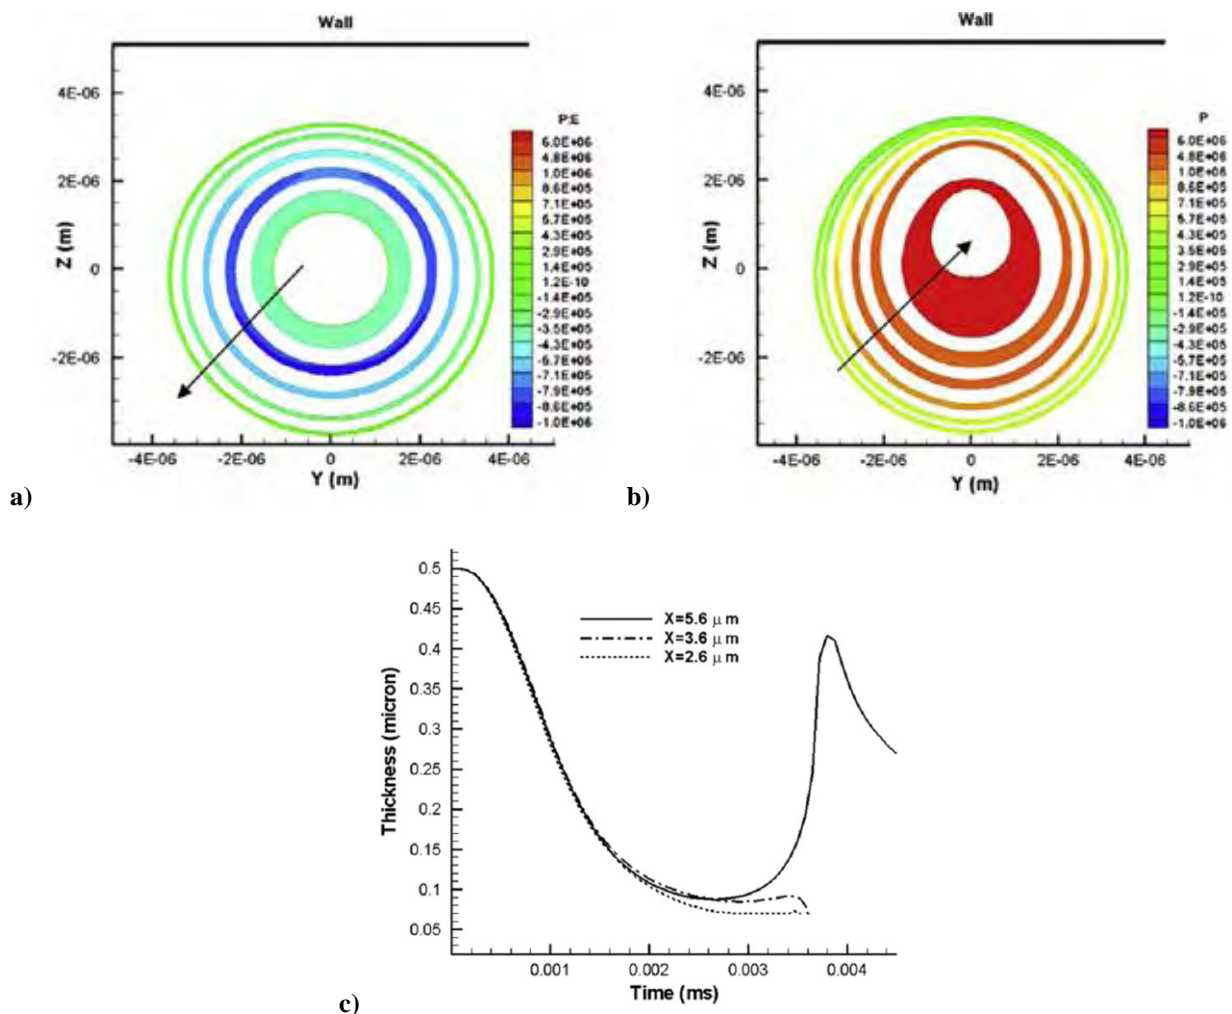 Wall
4E-06
2E-06
0
-2E-06
Z (m)
-4E-06 -2E-06 0 2E-06 4E-06
Y (m)
P:E
6.0E+06
4.8E+06
1.0E+06
8.6E+05
7.1E+05
5.7E+05
4.3E+05
2.9E+05
1.4E+05
1.2E-10
-1.4E+05
-2.9E+05
-3.5E+05
-4.3E+05
-5.7E+05
-7.1E+05
-7.9E+05
-8.6E+05
-1.0E+06
a)
Wall
4E-06
2E-06
0
-2E-06
Z (m)
-4E-06 -2E-06 0 2E-06 4E-06
Y (m)
P
6.0E+06
4.8E+06
1.0E+06
8.6E+05
7.1E+05
5.7E+05
4.3E+05
3.5E+05
2.9E+05
1.4E+05
1.2E-10
-1.4E+05
-2.9E+05
-4.3E+05
-5.7E+05
-7.1E+05
-7.9E+05
-8.6E+05
-1.0E+06
b)
0.5
0.45
0.4
0.35
0.3
0.25
0.2
0.15
0.1
0.05
Thickness (micron)
X=5.6 μ m
X=3.6 μ m
X=2.6 μ m
0.001 0.002 0.003 0.004
Time (ms)
c)